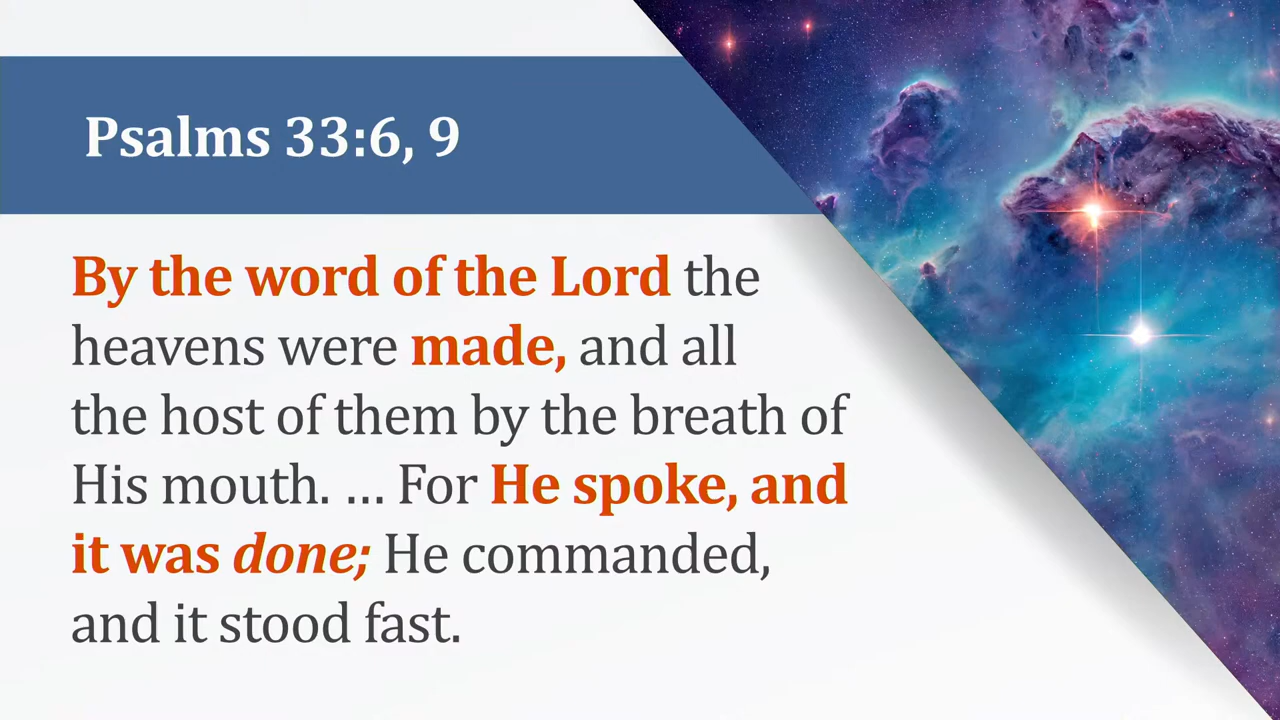 Psalms 33:6, 9
By the word of the Lord the
heavens were made, and all
the host of them by the breath of
His mouth. ... For He spoke, and
it was done; He commanded,
and it stood fast.